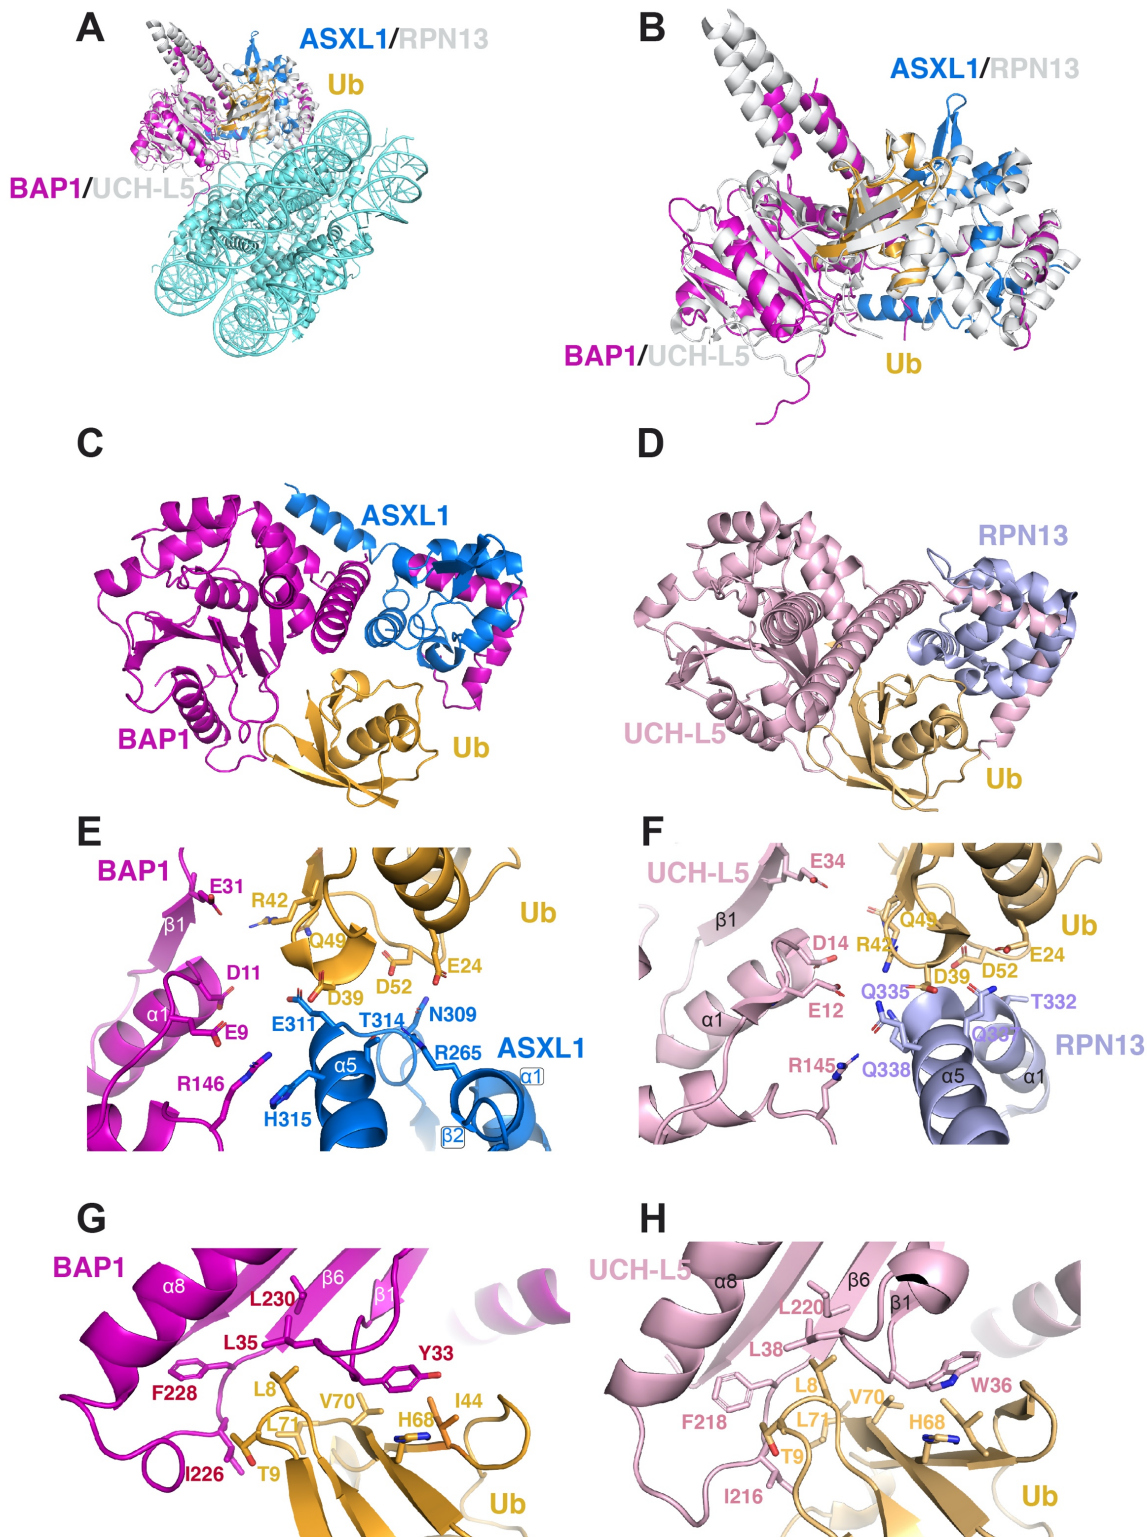 A
ASXL1/RPN13
Ub
BAP1/UCH-L5
B
ASXL1/RPN13
BAP1/UCH-L5
Ub
C
ASXL1
BAP1
Ub
D
RPN13
UCH-L5
Ub
E
BAP1
E31
β1
R42
Q49
Ub
D11
D39
D52
E24
α1
E9
E311
T314
N309
R146
α5
R265
ASXL1
α1
H315
β2
F
UCH-L5
E34
β1
Q49
Ub
D14
R42
D39
D52
E24
E12
Q335
T332
α1
Q337
RPN13
R145
Q338
α5
α1
G
BAP1
α8
β6
L230
β1
L35
Y33
F228
L8
V70
I44
L71
H68
I226
T9
Ub
H
UCH-L5
α8
β6
L220
β1
L38
L8
V70
W36
F218
L71
H68
T9
I216
Ub